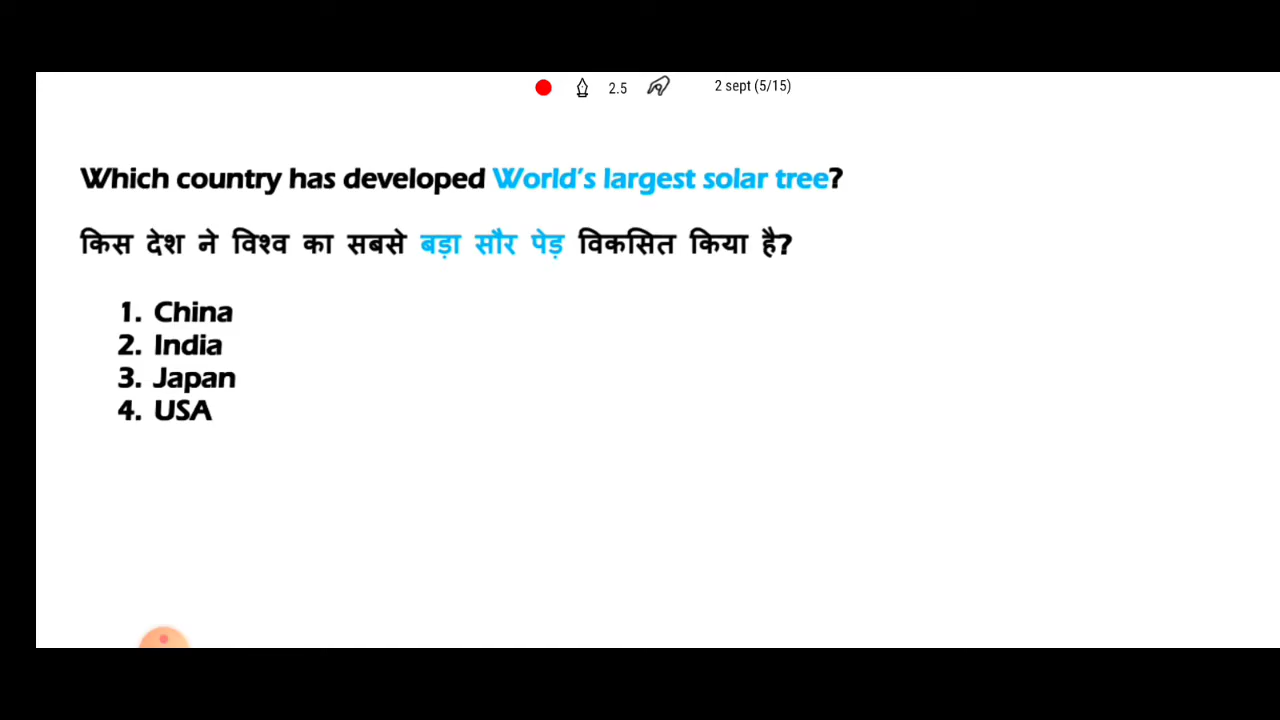 2.5 2 sept (5/15)
Which country has developed World's largest solar tree?
किस देश ने विश्व का सबसे बड़ा सौर पेड़ विकसित किया है?
1. China
2. India
3. Japan
4. USA